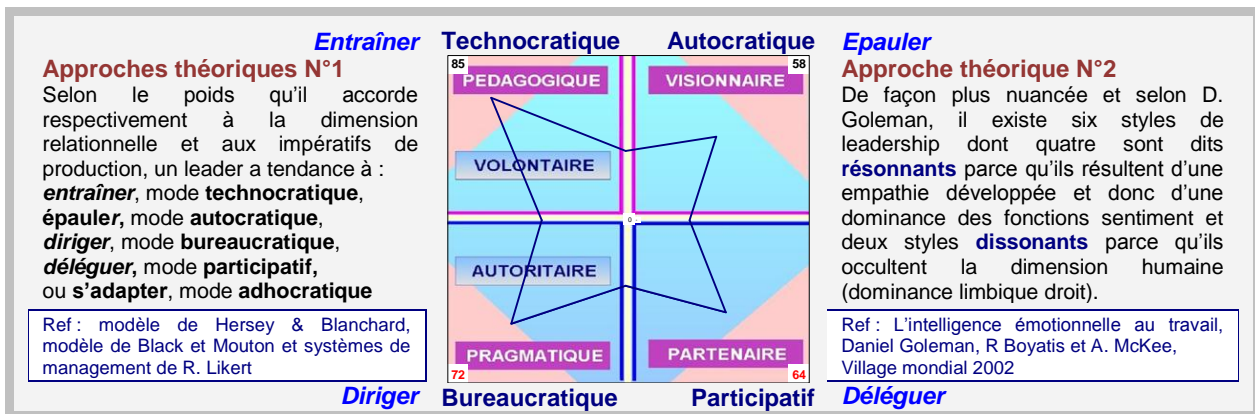 Entraîner Technocratique Autocratique Epauler
Approches théoriques N°1
Selon le poids qu'il accorde
respectivement à la dimension
relationnelle et aux impératifs de
production, un leader a tendance à :
entraîner, mode technocratique,
épauler, mode autocratique,
diriger, mode bureaucratique,
déléguer, mode participatif,
ou s'adapter, mode adhocratique
Ref : modèle de Hersey & Blanchard,
modèle de Black et Mouton et systèmes de
management de R. Likert
85 58
PEDAGOGIQUE VISIONNAIRE
VOLONTAIRE
0
AUTORITAIRE
PRAGMATIQUE PARTENAIRE
72 64
Approche théorique N°2
De façon plus nuancée et selon D.
Goleman, il existe six styles de
leadership dont quatre sont dits
résonnants parce qu'ils résultent d'une
empathie développée et donc d'une
dominance des fonctions sentiment et
deux styles dissonants parce qu'ils
occultent la dimension humaine
(dominance limbique droit).
Ref : L'intelligence émotionnelle au travail,
Daniel Goleman, R Boyatis et A. McKee,
Village mondial 2002
Diriger Bureaucratique Participatif Déléguer